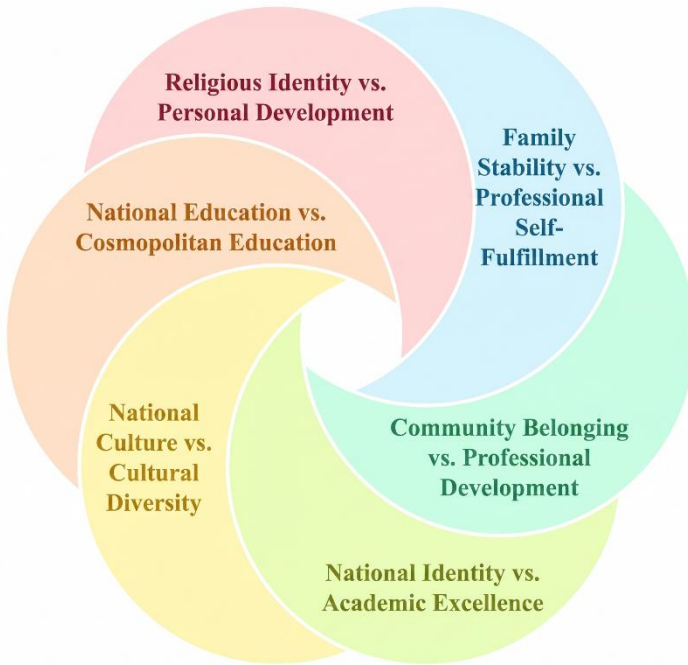 Religious Identity vs.
Personal Development
Family
Stability vs.
Professional
Self-
Fulfillment
National Education vs.
Cosmopolitan Education
National
Culture vs.
Cultural
Diversity
Community Belonging
vs. Professional
Development
National Identity vs.
Academic Excellence